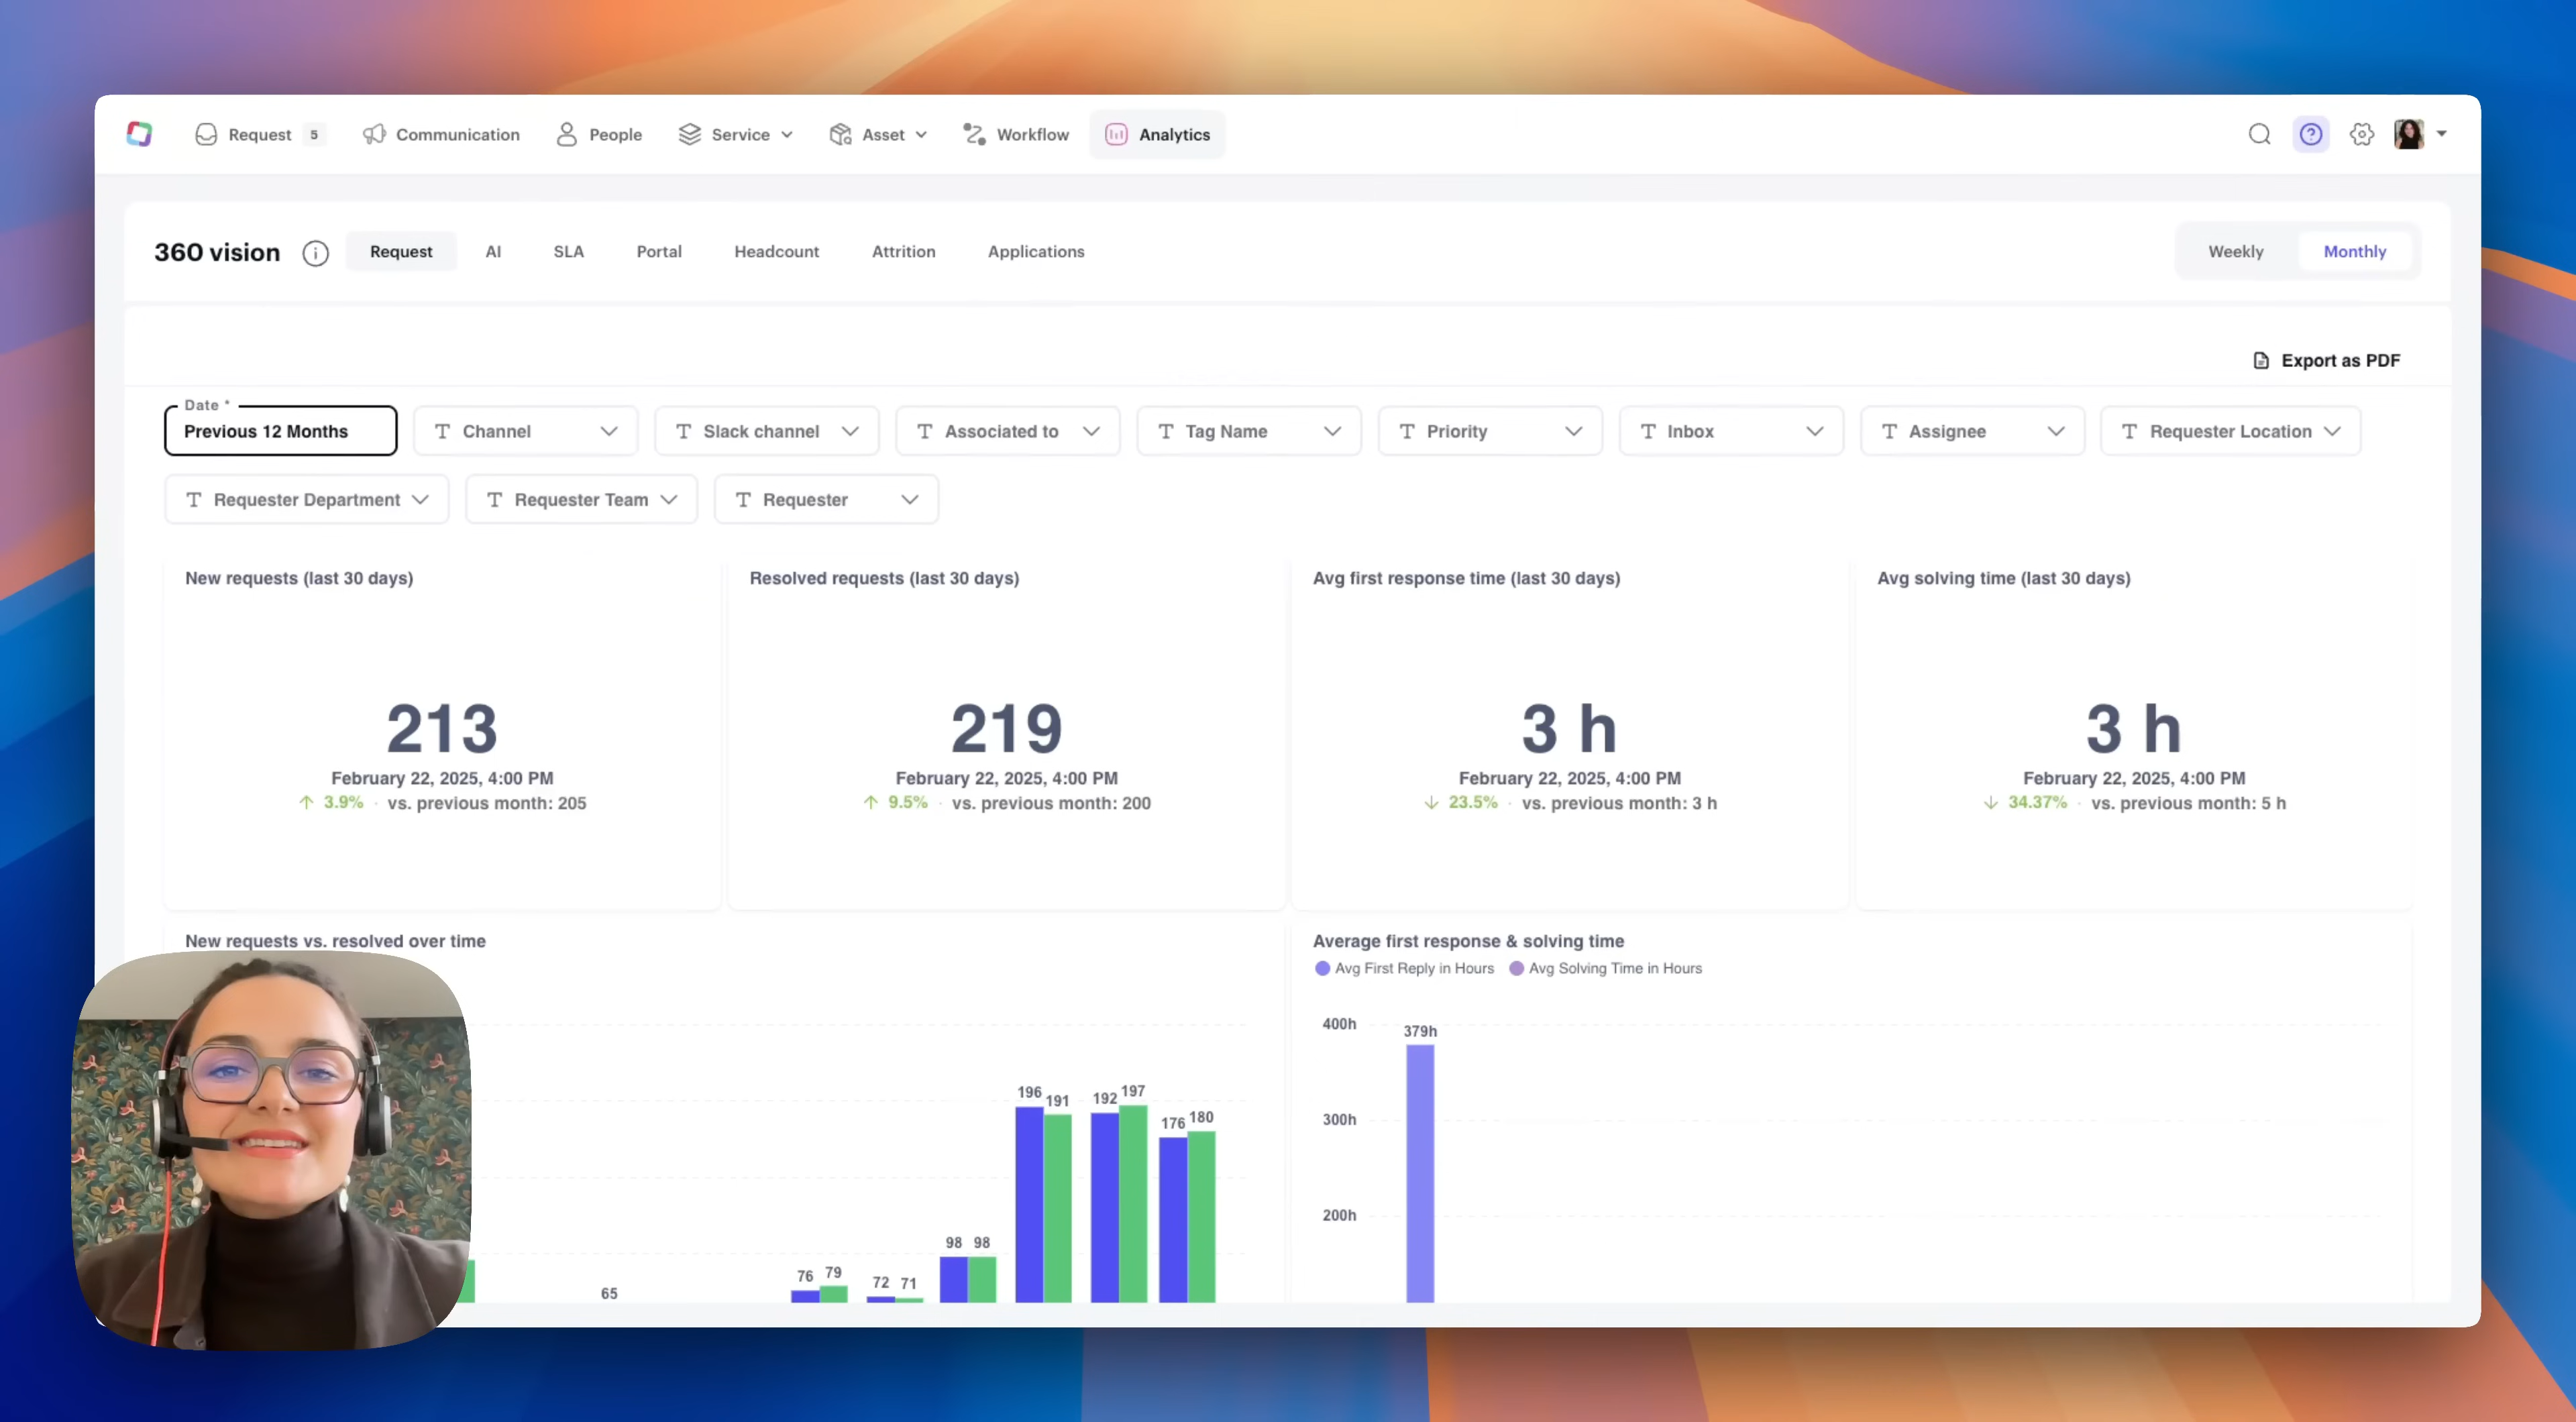 Request 5 Communication People Service Asset Workflow Analytics
360 vision Request AI SLA Portal Headcount Attrition Applications Weekly Monthly
Export as PDF
Date *
Previous 12 Months Channel Slack channel Associated to Tag Name Priority Inbox Assignee Requester Location
Requester Department Requester Team Requester
New requests (last 30 days)
213
February 22, 2025, 4:00 PM
↑ 3.9% · vs. previous month: 205
Resolved requests (last 30 days)
219
February 22, 2025, 4:00 PM
↑ 9.5% · vs. previous month: 200
Avg first response time (last 30 days)
3 h
February 22, 2025, 4:00 PM
↓ 23.5% · vs. previous month: 3 h
Avg solving time (last 30 days)
3 h
February 22, 2025, 4:00 PM
↓ 34.37% · vs. previous month: 5 h
New requests vs. resolved over time
65
76 79
72 71
98 98
196 191
192 197
176 180
Average first response & solving time
Avg First Reply in Hours Avg Solving Time in Hours
400h
379h
300h
200h